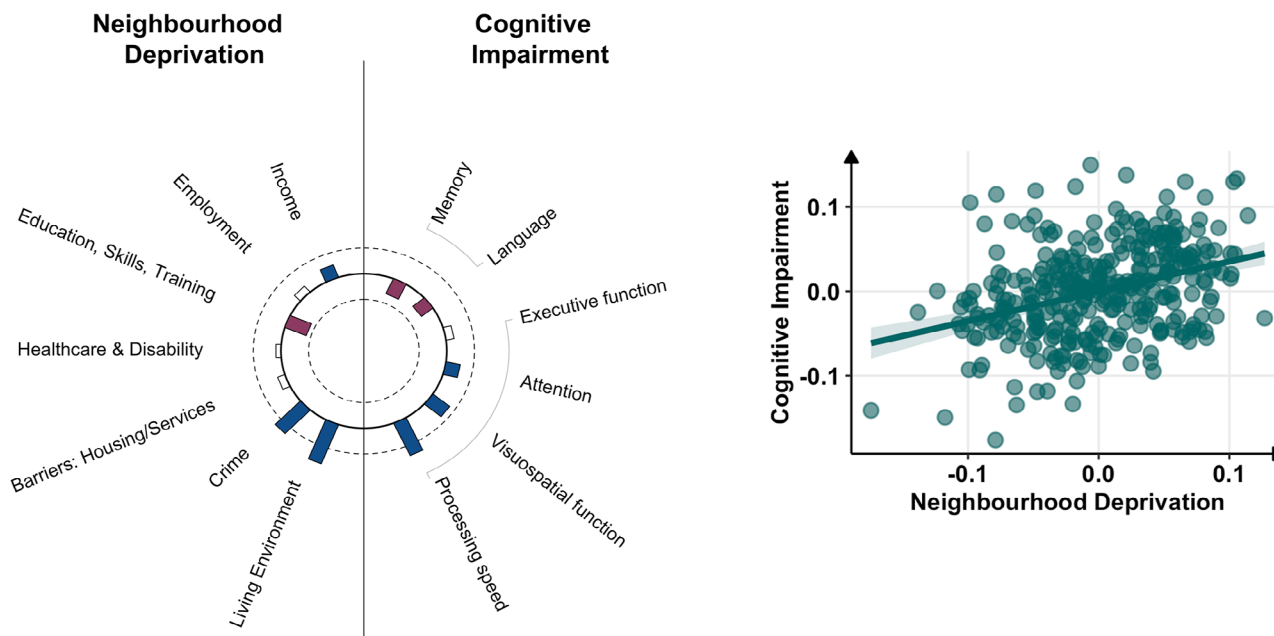 Neighbourhood
Deprivation
Cognitive
Impairment
Income
Employment
Education, Skills, Training
Healthcare & Disability
Barriers: Housing/Services
Crime
Living Environment
Memory
Language
Executive function
Attention
Visuospatial function
Processing speed
Cognitive Impairment
0.1
0.0
-0.1
-0.1
0.0
0.1
Neighbourhood Deprivation